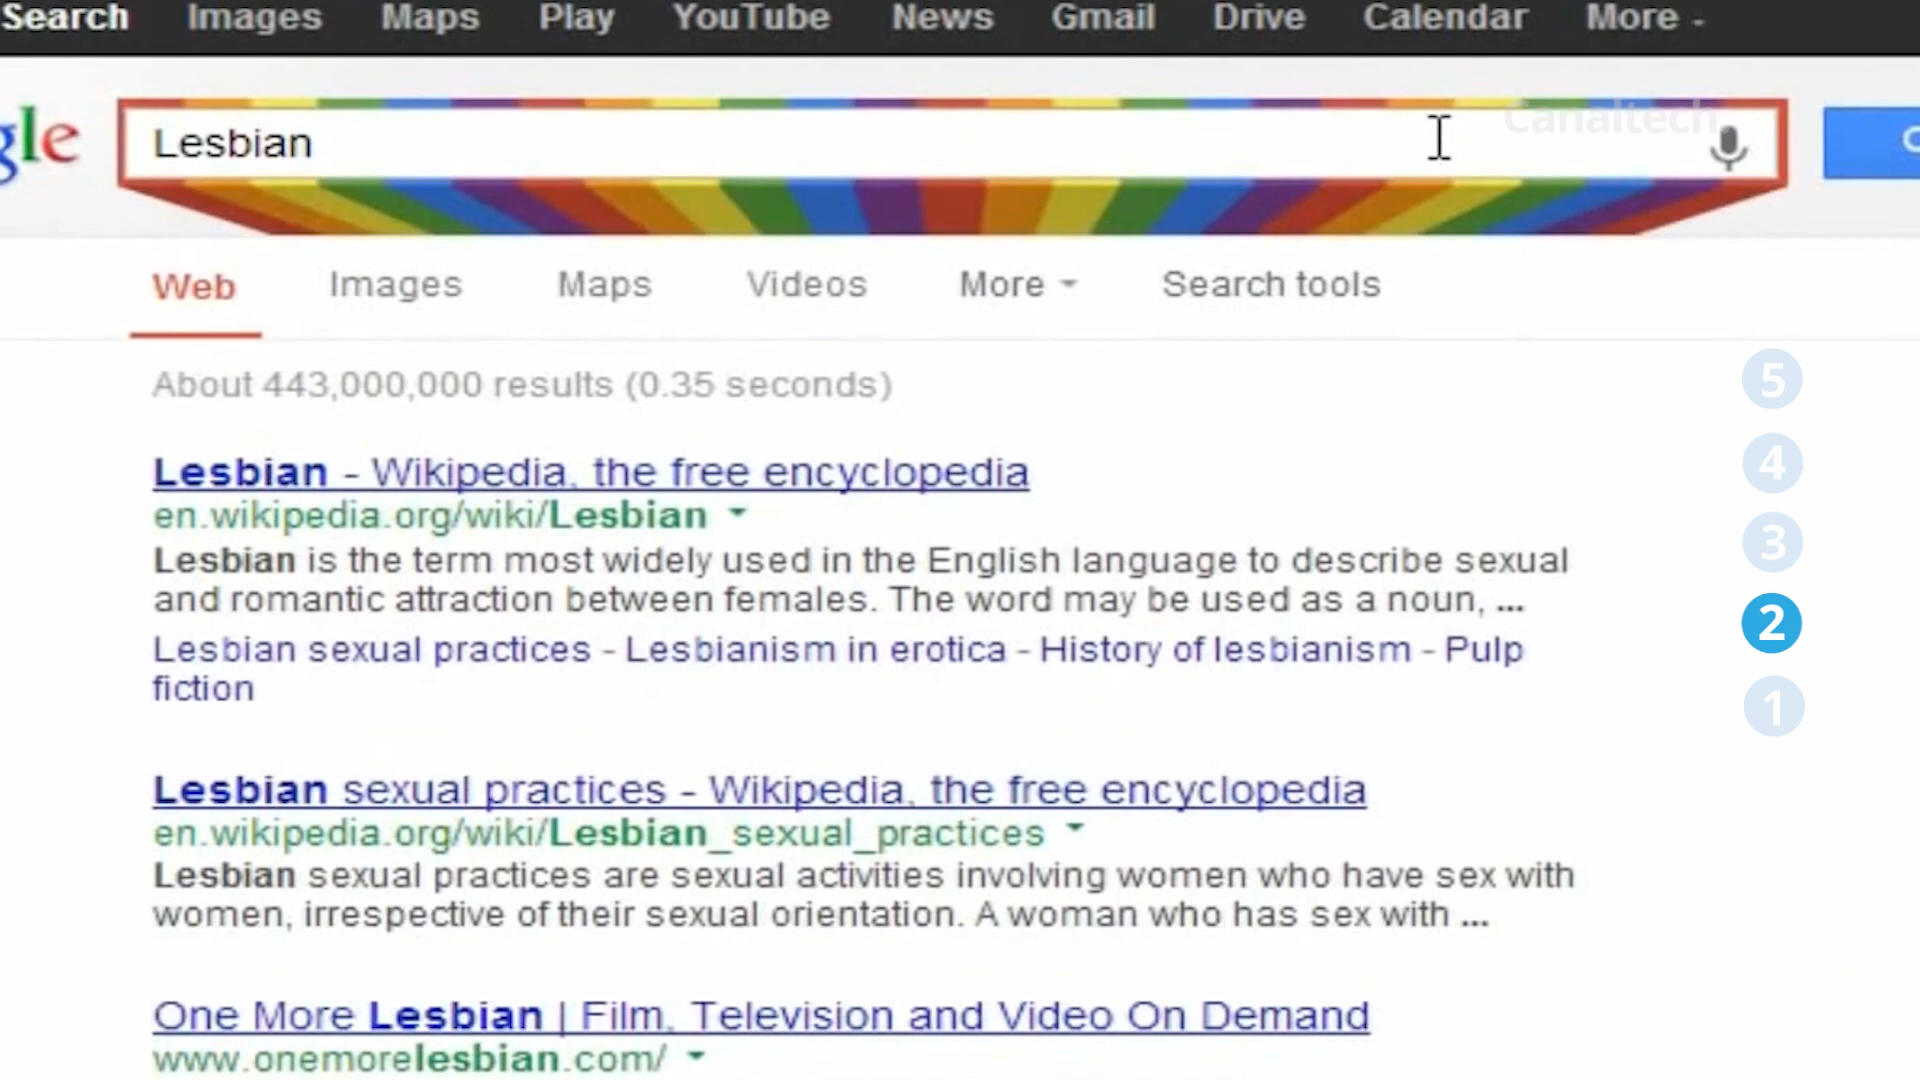 Search Images Maps Play YouTube News Gmail Drive Calendar More
gle Lesbian Canaltech
Web Images Maps Videos More Search tools
About 443,000,000 results (0.35 seconds)
Lesbian - Wikipedia, the free encyclopedia
en.wikipedia.org/wiki/Lesbian
Lesbian is the term most widely used in the English language to describe sexual
and romantic attraction between females. The word may be used as a noun, ...
Lesbian sexual practices - Lesbianism in erotica - History of lesbianism - Pulp
fiction
Lesbian sexual practices - Wikipedia, the free encyclopedia
en.wikipedia.org/wiki/Lesbian_sexual_practices
Lesbian sexual practices are sexual activities involving women who have sex with
women, irrespective of their sexual orientation. A woman who has sex with ...
One More Lesbian | Film, Television and Video On Demand
www.onemorelesbian.com/
5
4
3
2
1